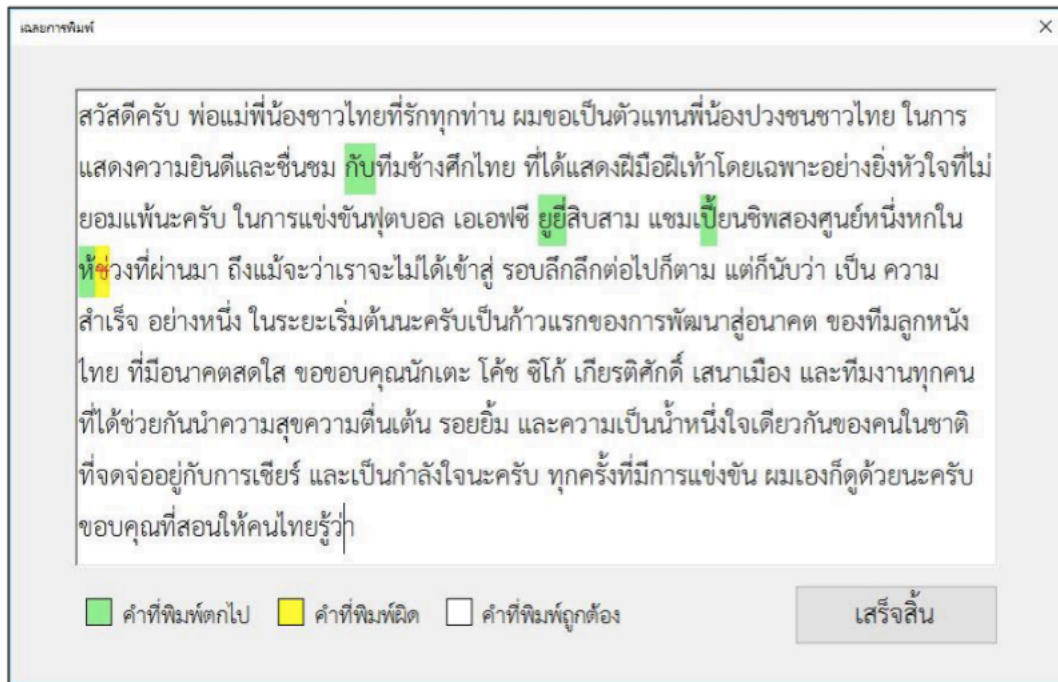 เฉลยการพิมพ์
สวัสดีครับ พ่อแม่พี่น้องชาวไทยที่รักทุกท่าน ผมขอเป็นตัวแทนพี่น้องปวงชนชาวไทย ในการ
แสดงความยินดีและชื่นชม กับทีมช้างศึกไทย ที่ได้แสดงฝีมือฝีเท้าโดยเฉพาะอย่างยิ่งหัวใจที่ไม่
ยอมแพ้นะครับ ในการแข่งขันฟุตบอล เอเอฟซี ยูยี่สิบสาม แชมเปี้ยนชิพสองศูนย์หนึ่งหกใน
ห้ช่วงที่ผ่านมา ถึงแม้จะว่าเราจะไม่ได้เข้าสู่ รอบลึกลึกต่อไปก็ตาม แต่ก็นับว่า เป็น ความ
สำเร็จ อย่างหนึ่ง ในระยะเริ่มต้นนะครับเป็นก้าวแรกของการพัฒนาสู่อนาคต ของทีมลูกหนัง
ไทย ที่มีอนาคตสดใส ขอขอบคุณนักเตะ โค้ช ซิโก้ เกียรติศักดิ์ เสนาเมือง และทีมงานทุกคน
ที่ได้ช่วยกันนำความสุขความตื่นเต้น รอยยิ้ม และความเป็นน้ำหนึ่งใจเดียวกันของคนในชาติ
ที่จดจ่ออยู่กับการเชียร์ และเป็นกำลังใจนะครับ ทุกครั้งที่มีการแข่งขัน ผมเองก็ดูด้วยนะครับ
ขอบคุณที่สอนให้คนไทยรู้ว่า
คำที่พิมพ์ตกไป คำที่พิมพ์ผิด คำที่พิมพ์ถูกต้อง เสร็จสิ้น